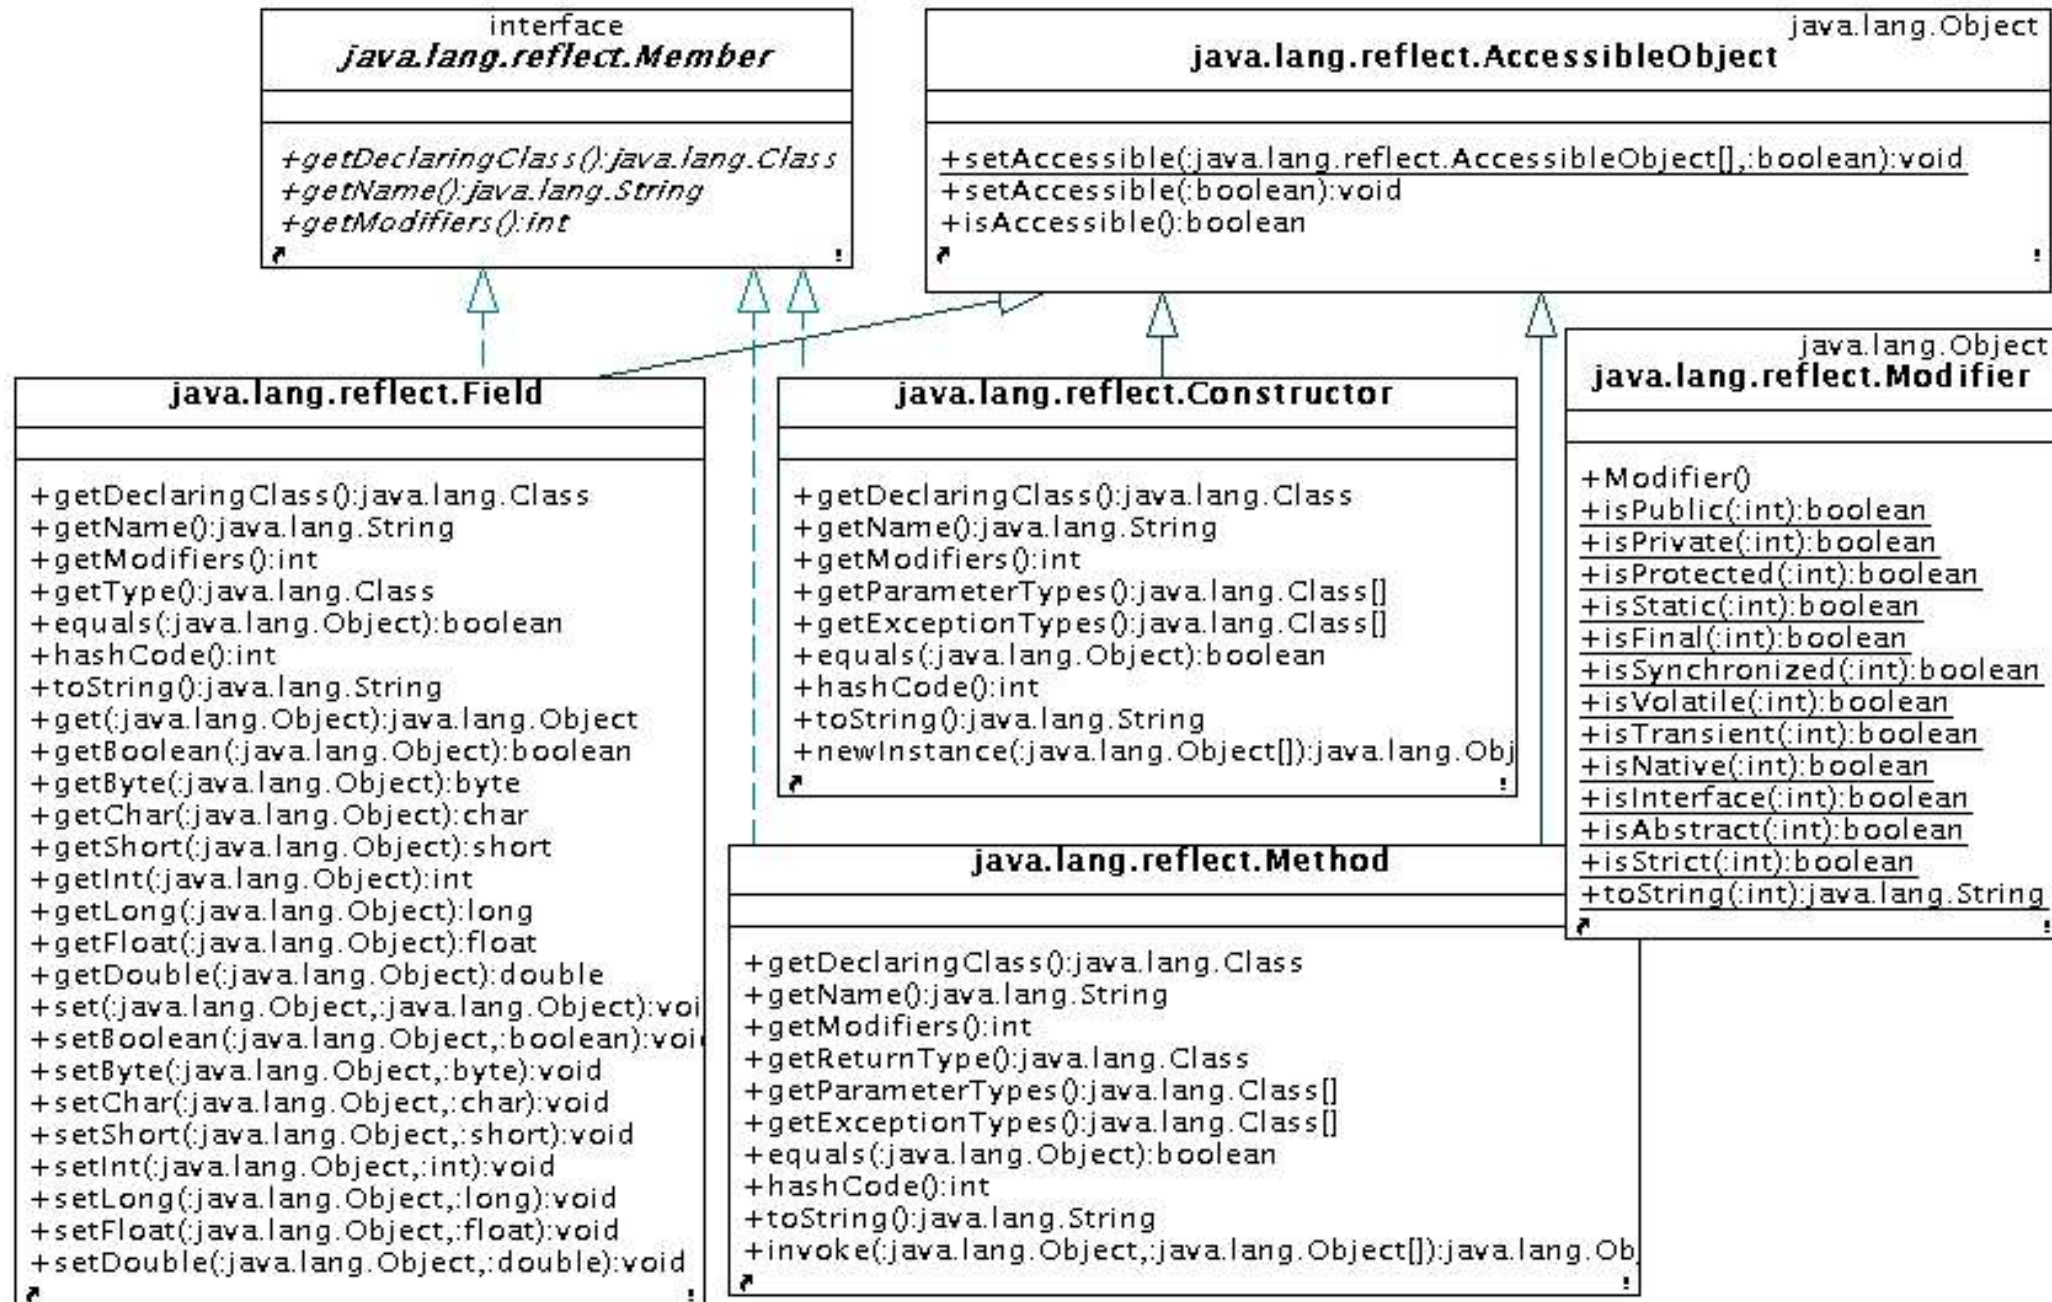 interface
java.lang.reflect.Member
+getDeclaringClass():java.lang.Class
+getName():java.lang.String
+getModifiers():int
!
java.lang.Object
java.lang.reflect.AccessibleObject
+setAccessible(:java.lang.reflect.AccessibleObject[],:boolean):void
+setAccessible(:boolean):void
+isAccessible():boolean
!
java.lang.reflect.Field
+getDeclaringClass():java.lang.Class
+getName():java.lang.String
+getModifiers():int
+getType():java.lang.Class
+equals(:java.lang.Object):boolean
+hashCode():int
+toString():java.lang.String
+get(:java.lang.Object):java.lang.Object
+getBoolean(:java.lang.Object):boolean
+getByte(:java.lang.Object):byte
+getChar(:java.lang.Object):char
+getShort(:java.lang.Object):short
+getInt(:java.lang.Object):int
+getLong(:java.lang.Object):long
+getFloat(:java.lang.Object):float
+getDouble(:java.lang.Object):double
+set(:java.lang.Object,:java.lang.Object):voi
+setBoolean(:java.lang.Object,:boolean):voi
+setByte(:java.lang.Object,:byte):void
+setChar(:java.lang.Object,:char):void
+setShort(:java.lang.Object,:short):void
+setInt(:java.lang.Object,:int):void
+setLong(:java.lang.Object,:long):void
+setFloat(:java.lang.Object,:float):void
+setDouble(:java.lang.Object,:double):void
!
java.lang.reflect.Constructor
+getDeclaringClass():java.lang.Class
+getName():java.lang.String
+getModifiers():int
+getParameterTypes():java.lang.Class[]
+getExceptionTypes():java.lang.Class[]
+equals(:java.lang.Object):boolean
+hashCode():int
+toString():java.lang.String
+newInstance(:java.lang.Object[]):java.lang.Obj
!
java.lang.Object
java.lang.reflect.Modifier
+Modifier()
+isPublic(:int):boolean
+isPrivate(:int):boolean
+isProtected(:int):boolean
+isStatic(:int):boolean
+isFinal(:int):boolean
+isSynchronized(:int):boolean
+isVolatile(:int):boolean
+isTransient(:int):boolean
+isNative(:int):boolean
+isInterface(:int):boolean
+isAbstract(:int):boolean
+isStrict(:int):boolean
+toString(:int):java.lang.String
!
java.lang.reflect.Method
+getDeclaringClass():java.lang.Class
+getName():java.lang.String
+getModifiers():int
+getReturnType():java.lang.Class
+getParameterTypes():java.lang.Class[]
+getExceptionTypes():java.lang.Class[]
+equals(:java.lang.Object):boolean
+hashCode():int
+toString():java.lang.String
+invoke(:java.lang.Object,:java.lang.Object[]):java.lang.Ob
!